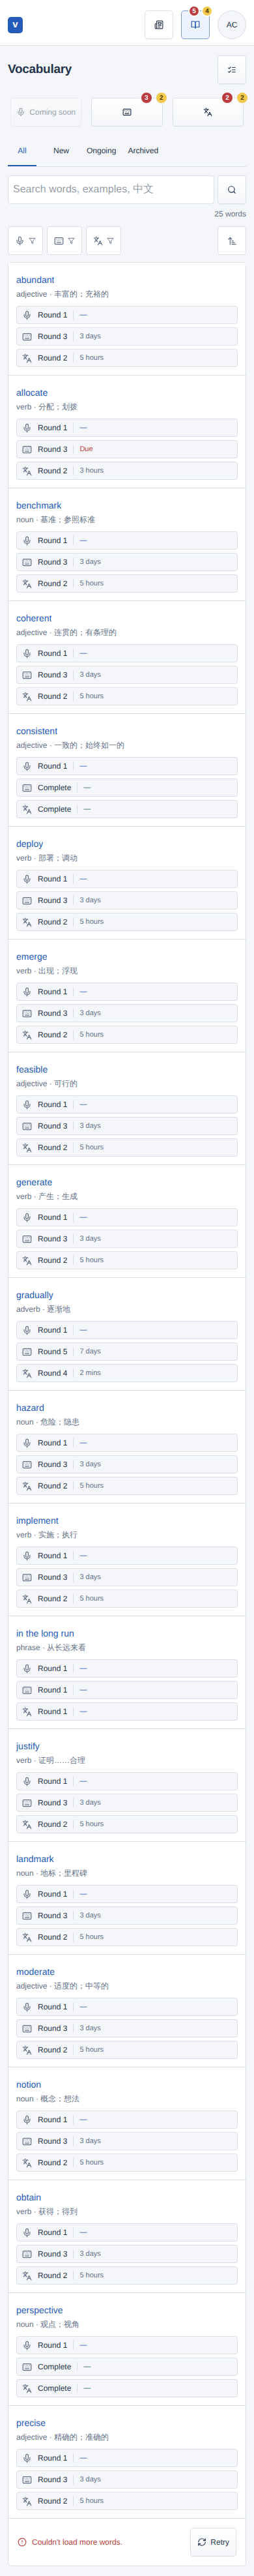 v
5
4
AC
Vocabulary
Coming soon
3
2
2
2
All New Ongoing Archived
Search words, examples, 中文
25 words
abundant
adjective · 丰富的；充裕的
Round 1 —
Round 3 3 days
Round 2 5 hours
allocate
verb · 分配；划拨
Round 1 —
Round 3 Due
Round 2 3 hours
benchmark
noun · 基准；参照标准
Round 1 —
Round 3 3 days
Round 2 5 hours
coherent
adjective · 连贯的；有条理的
Round 1 —
Round 3 3 days
Round 2 5 hours
consistent
adjective · 一致的；始终如一的
Round 1 —
Complete —
Complete —
deploy
verb · 部署；调动
Round 1 —
Round 3 3 days
Round 2 5 hours
emerge
verb · 出现；浮现
Round 1 —
Round 3 3 days
Round 2 5 hours
feasible
adjective · 可行的
Round 1 —
Round 3 3 days
Round 2 5 hours
generate
verb · 产生；生成
Round 1 —
Round 3 3 days
Round 2 5 hours
gradually
adverb · 逐渐地
Round 1 —
Round 5 7 days
Round 4 2 mins
hazard
noun · 危险；隐患
Round 1 —
Round 3 3 days
Round 2 5 hours
implement
verb · 实施；执行
Round 1 —
Round 3 3 days
Round 2 5 hours
in the long run
phrase · 从长远来看
Round 1 —
Round 1 —
Round 1 —
justify
verb · 证明……合理
Round 1 —
Round 3 3 days
Round 2 5 hours
landmark
noun · 地标；里程碑
Round 1 —
Round 3 3 days
Round 2 5 hours
moderate
adjective · 适度的；中等的
Round 1 —
Round 3 3 days
Round 2 5 hours
notion
noun · 概念；想法
Round 1 —
Round 3 3 days
Round 2 5 hours
obtain
verb · 获得；得到
Round 1 —
Round 3 3 days
Round 2 5 hours
perspective
noun · 观点；视角
Round 1 —
Complete —
Complete —
precise
adjective · 精确的；准确的
Round 1 —
Round 3 3 days
Round 2 5 hours
Couldn't load more words. Retry